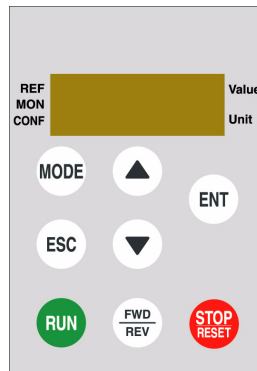 REF
Value
MON
CONF
Unit
MODE
ENT
ESC
RUN
FWD
REV
STOP
RESET